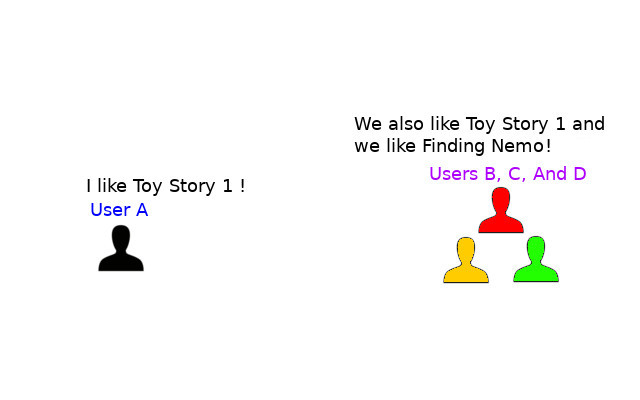 I like Toy Story 1 !
User A
We also like Toy Story 1 and
we like Finding Nemo!
Users B, C, And D